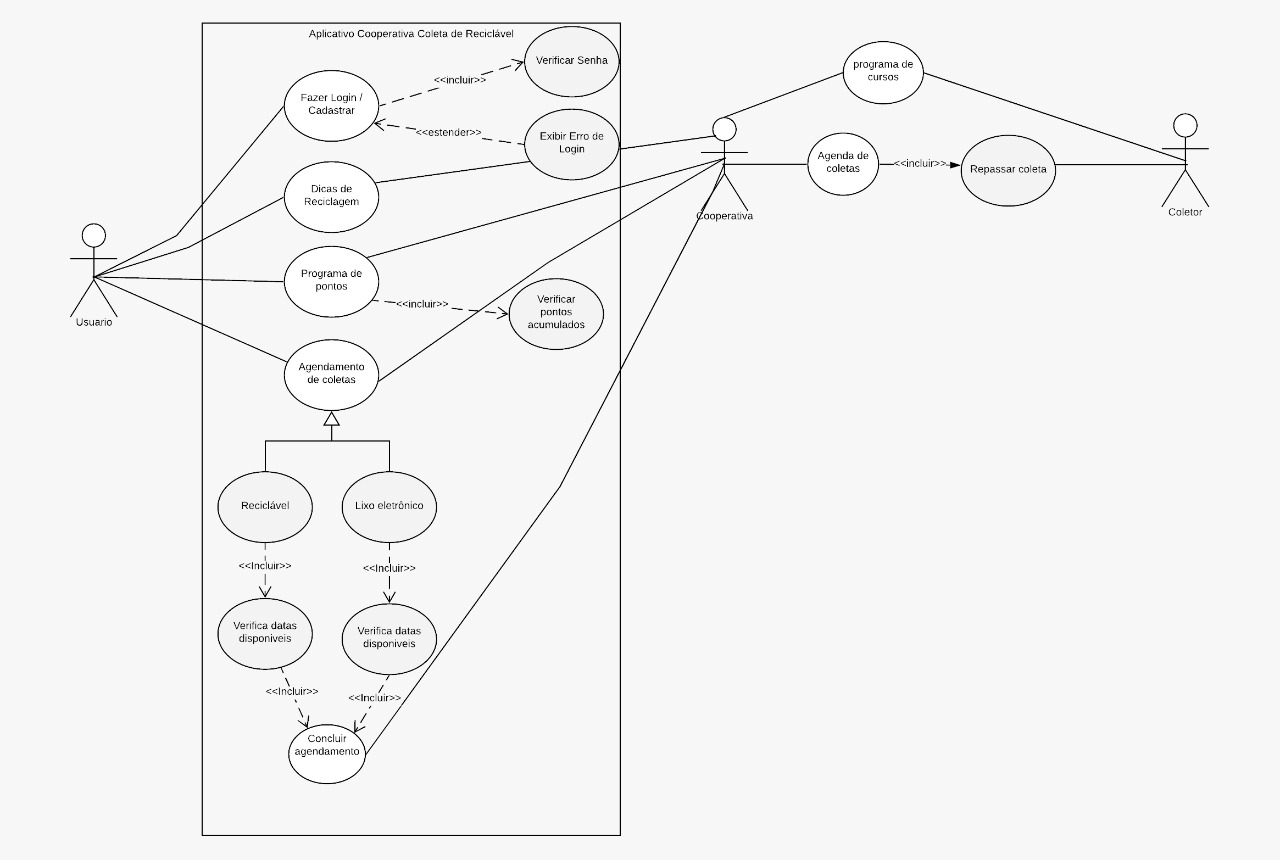 Aplicativo Cooperativa Coleta de Reciclável
Verificar Senha
programa de
cursos
<<incluir>>
Fazer Login /
Cadastrar
<<estender>>
Exibir Erro de
Login
Agenda de
coletas
<<incluir>>
Repassar coleta
Dicas de
Reciclagem
Cooperativa
Coletor
Programa de
pontos
<<incluir>>
Verificar
pontos
acumulados
Usuario
Agendamento
de coletas
Reciclável
Lixo eletrônico
<<Incluir>>
<<Incluir>>
Verifica datas
disponiveis
Verifica datas
disponiveis
<<Incluir>>
<<Incluir>>
Concluir
agendamento